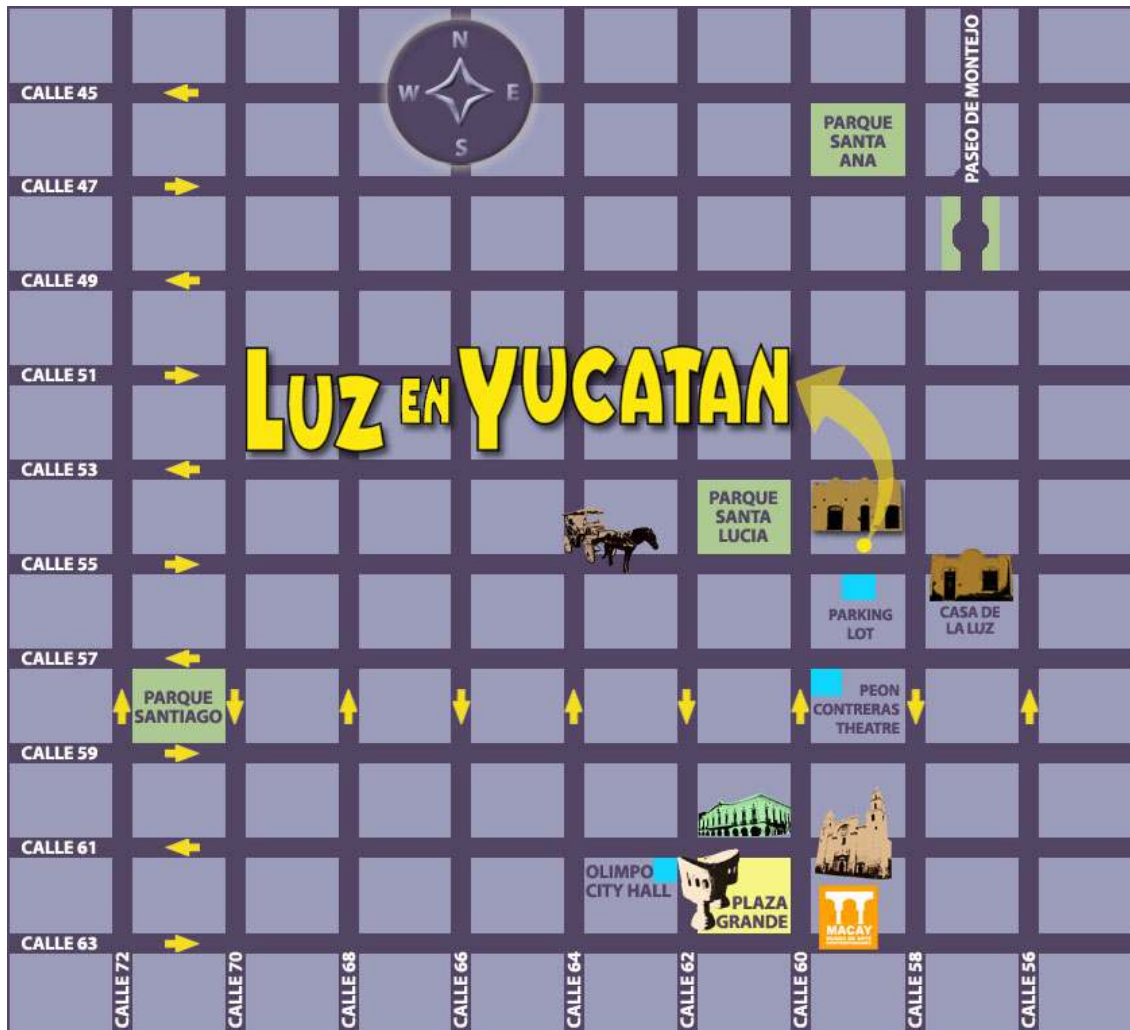 N
W E
S
PASEO DE MONTEJO
CALLE 45
PARQUE
SANTA
ANA
CALLE 47
CALLE 49
CALLE 51
LUZ EN YUCATAN
CALLE 53
PARQUE
SANTA
LUCIA
CALLE 55
PARKING
LOT
CASA DE
LA LUZ
CALLE 57
PARQUE
SANTIAGO
PEON
CONTRERAS
THEATRE
CALLE 59
CALLE 61
OLIMPO
CITY HALL
PLAZA
GRANDE
MACAY
CALLE 63
CALLE 72
CALLE 70
CALLE 68
CALLE 66
CALLE 64
CALLE 62
CALLE 60
CALLE 58
CALLE 56